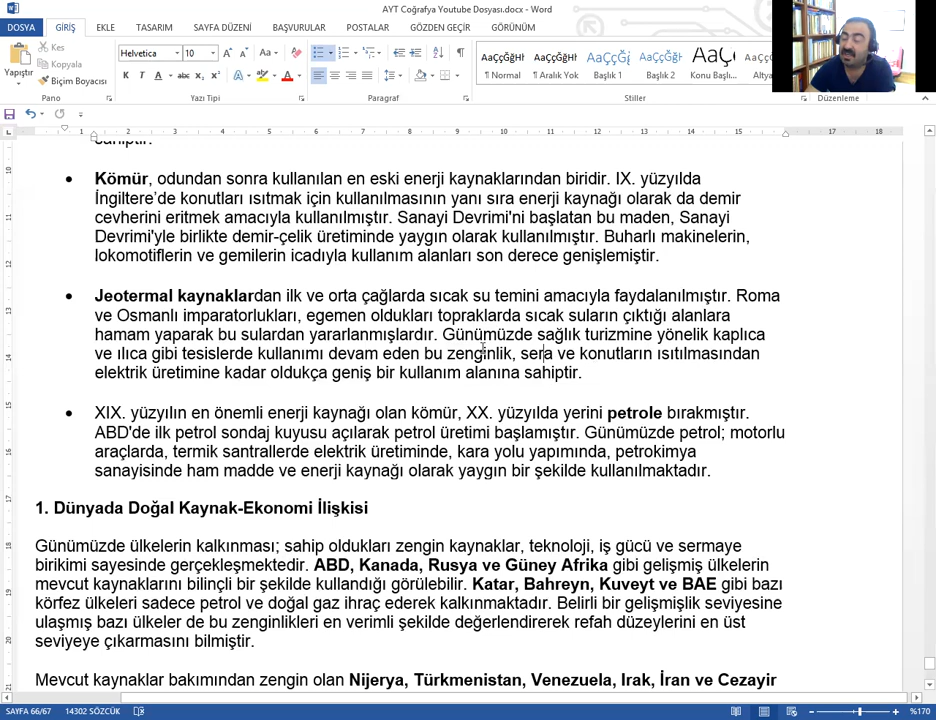 AYT Coğrafya Youtube Dosyası.docx - Word
DOSYA GİRİŞ EKLE TASARIM SAYFA DÜZENİ BAŞVURULAR POSTALAR GÖZDEN GEÇİR GÖRÜNÜM
Yapıştır
Kes
Kopyala
Biçim Boyacısı
Helvetica 10
AaÇçĞğHł AaÇçĞğHł AaÇçĞğ AaÇçĞğH AaÇç AaÇçĞğ
¶ Normal ¶ Aralık Yok Başlık 1 Başlık 2 Konu Başl... Altya
Pano Yazı Tipi Paragraf Stiller Düzenleme
sahiptir.
• Kömür, odundan sonra kullanılan en eski enerji kaynaklarından biridir. IX. yüzyılda
İngiltere’de konutları ısıtmak için kullanılmasının yanı sıra enerji kaynağı olarak da demir
cevherini eritmek amacıyla kullanılmıştır. Sanayi Devrimi'ni başlatan bu maden, Sanayi
Devrimi'yle birlikte demir-çelik üretiminde yaygın olarak kullanılmıştır. Buharlı makinelerin,
lokomotiflerin ve gemilerin icadıyla kullanım alanları son derece genişlemiştir.
• Jeotermal kaynaklardan ilk ve orta çağlarda sıcak su temini amacıyla faydalanılmıştır. Roma
ve Osmanlı imparatorlukları, egemen oldukları topraklarda sıcak suların çıktığı alanlara
hamam yaparak bu sulardan yararlanmışlardır. Günümüzde sağlık turizmine yönelik kaplıca
ve ılıca gibi tesislerde kullanımı devam eden bu zenginlik, sera ve konutların ısıtılmasından
elektrik üretimine kadar oldukça geniş bir kullanım alanına sahiptir.
• XIX. yüzyılın en önemli enerji kaynağı olan kömür, XX. yüzyılda yerini petrole bırakmıştır.
ABD'de ilk petrol sondaj kuyusu açılarak petrol üretimi başlamıştır. Günümüzde petrol; motorlu
araçlarda, termik santrallerde elektrik üretiminde, kara yolu yapımında, petrokimya
sanayisinde ham madde ve enerji kaynağı olarak yaygın bir şekilde kullanılmaktadır.
1. Dünyada Doğal Kaynak-Ekonomi İlişkisi
Günümüzde ülkelerin kalkınması; sahip oldukları zengin kaynaklar, teknoloji, iş gücü ve sermaye
birikimi sayesinde gerçekleşmektedir. ABD, Kanada, Rusya ve Güney Afrika gibi gelişmiş ülkelerin
mevcut kaynaklarını bilinçli bir şekilde kullandığı görülebilir. Katar, Bahreyn, Kuveyt ve BAE gibi bazı
körfez ülkeleri sadece petrol ve doğal gaz ihraç ederek kalkınmaktadır. Belirli bir gelişmişlik seviyesine
ulaşmış bazı ülkeler de bu zenginlikleri en verimli şekilde değerlendirerek refah düzeylerini en üst
seviyeye çıkarmasını bilmiştir.
Mevcut kaynaklar bakımından zengin olan Nijerya, Türkmenistan, Venezuela, Irak, İran ve Cezayir
SAYFA 66/67 14302 SÖZCÜK %170